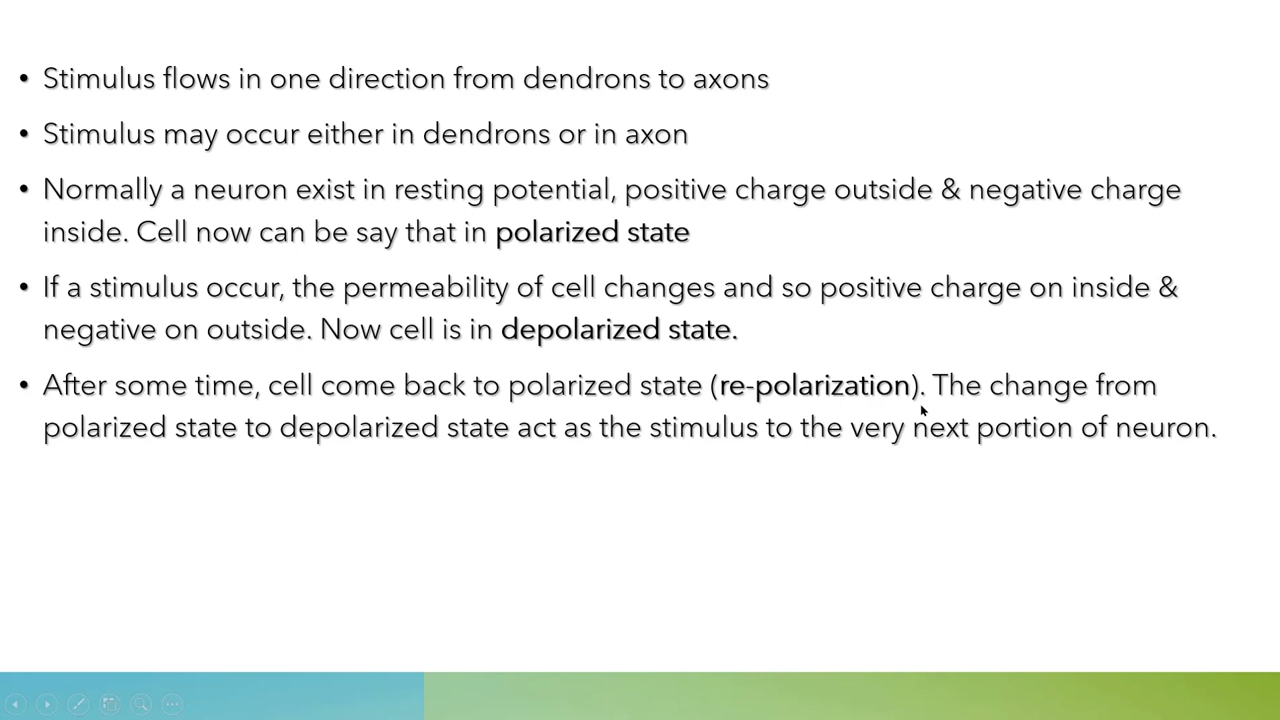 • Stimulus flows in one direction from dendrons to axons
• Stimulus may occur either in dendrons or in axon
• Normally a neuron exist in resting potential, positive charge outside & negative charge
inside. Cell now can be say that in polarized state
• If a stimulus occur, the permeability of cell changes and so positive charge on inside &
negative on outside. Now cell is in depolarized state.
• After some time, cell come back to polarized state (re-polarization). The change from
polarized state to depolarized state act as the stimulus to the very next portion of neuron.